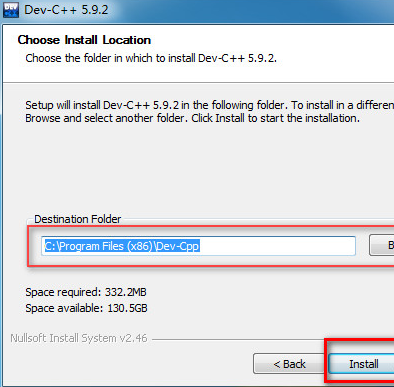 DEV
Dev-C++ 5.9.2
Choose Install Location
Choose the folder in which to install Dev-C++ 5.9.2.
Setup will install Dev-C++ 5.9.2 in the following folder. To install in a differe
Browse and select another folder. Click Install to start the installation.
Destination Folder
C:\Program Files (x86)\Dev-Cpp
B
Space required: 332.2MB
Space available: 130.5GB
Nullsoft Install System v2.46
< Back
Install